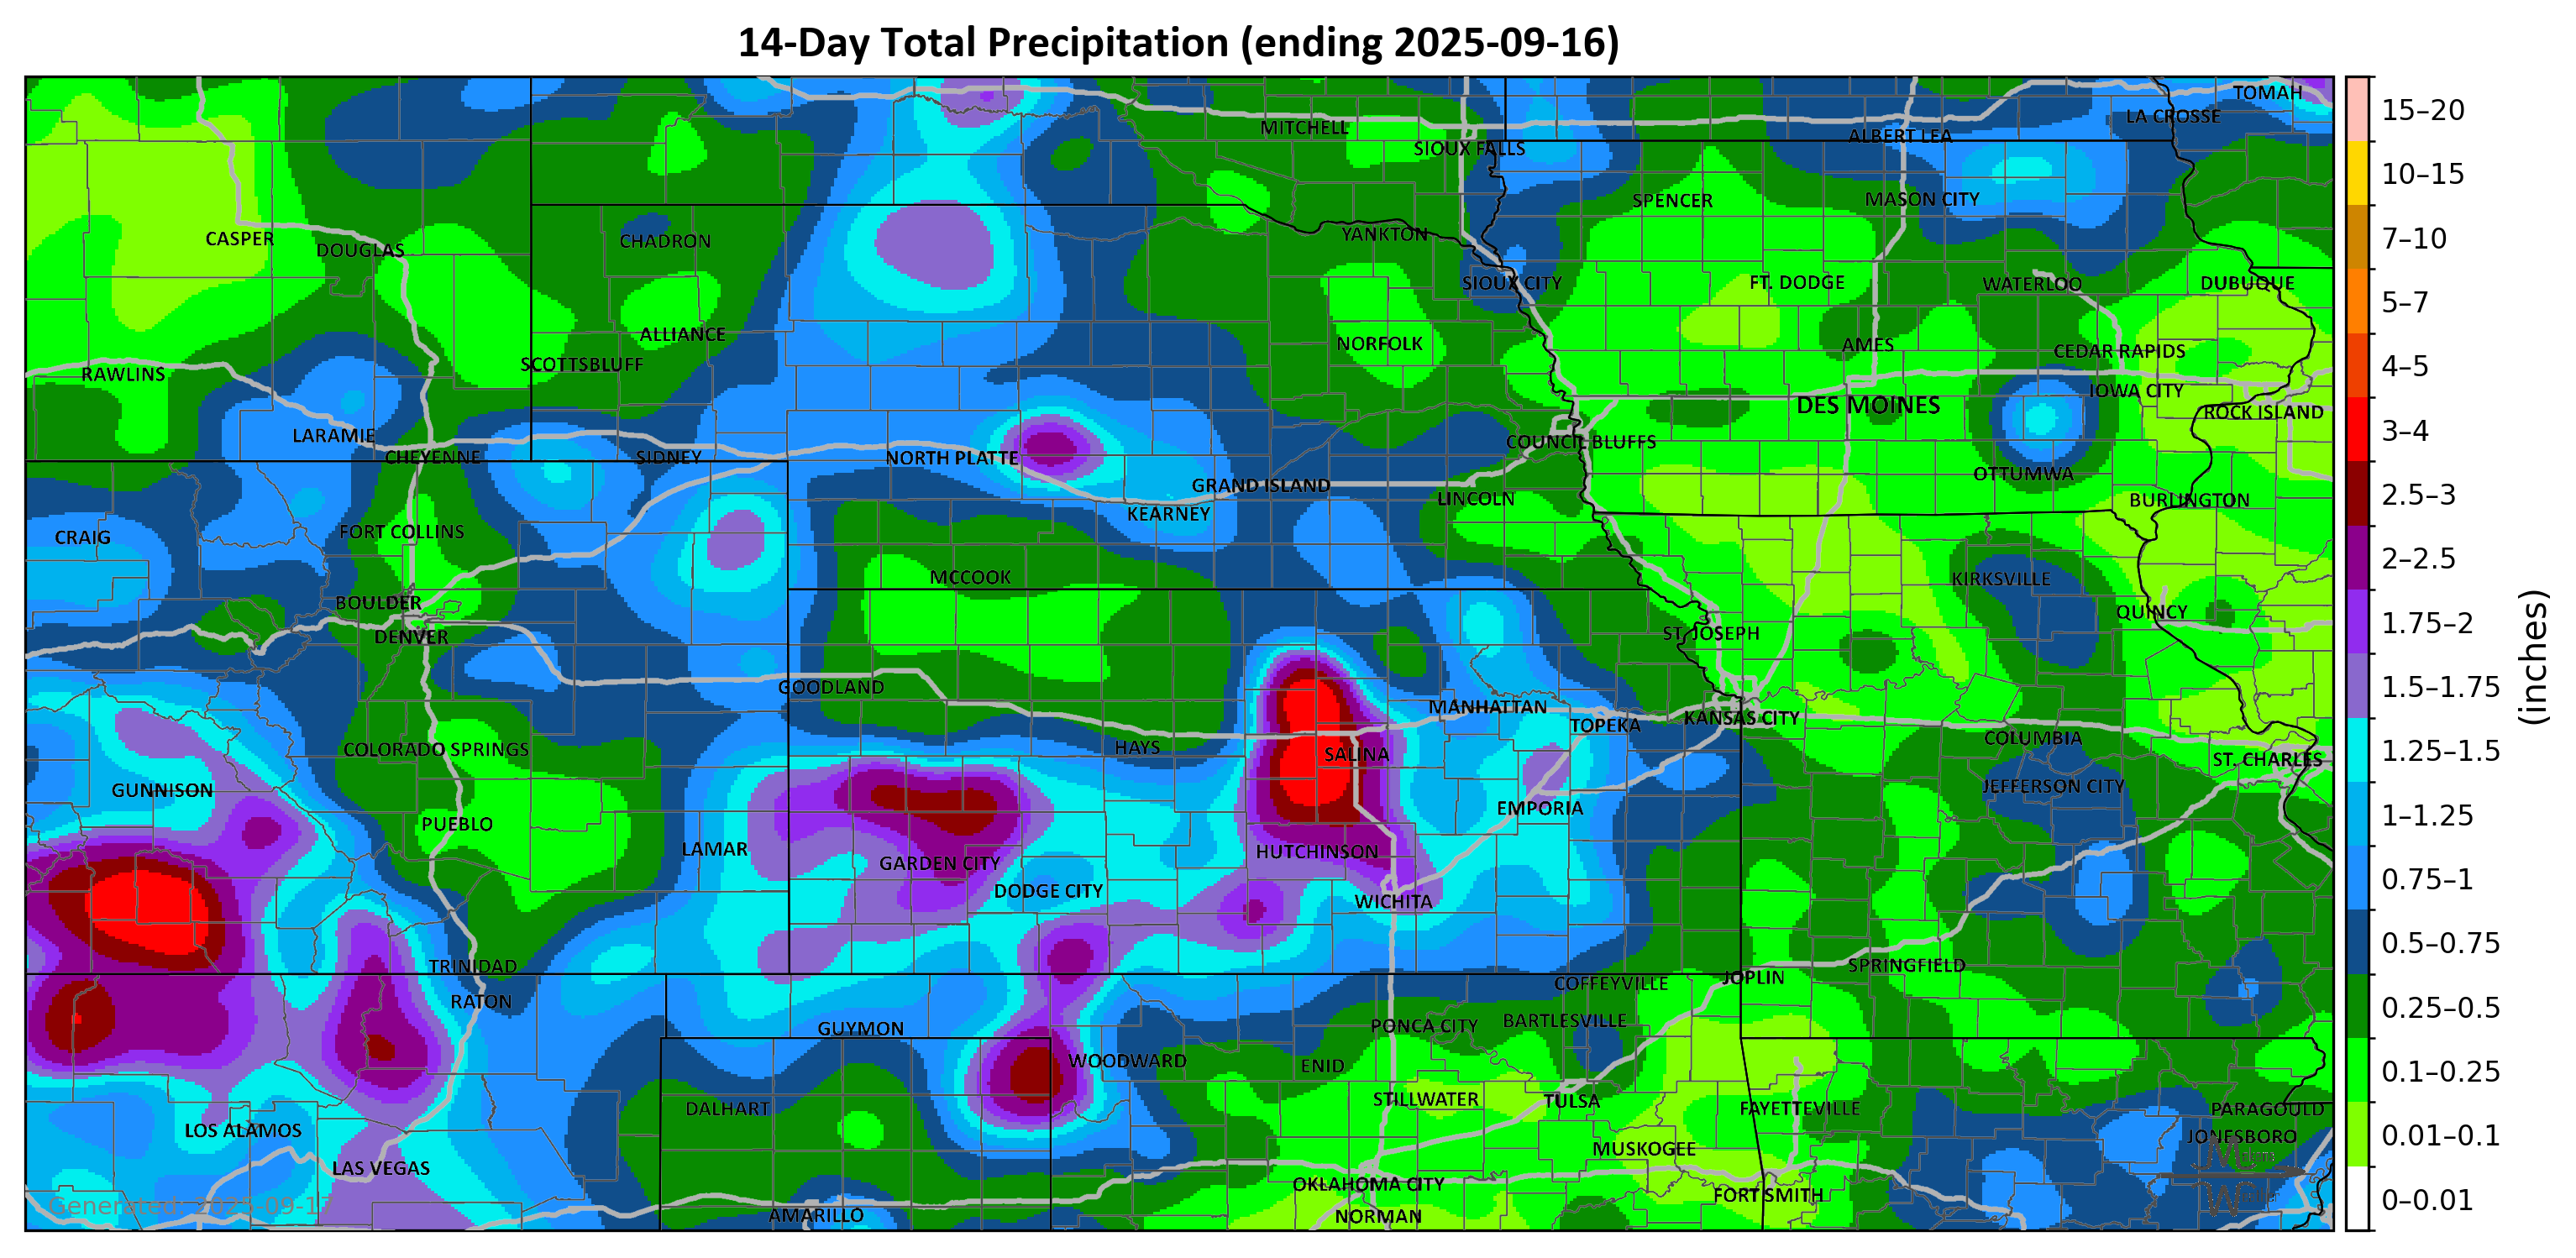 14-Day Total Precipitation (ending 2025-09-16)
TOMAH
LA CROSSE
MITCHELL
ALBERT LEA
SIOUX FALLS
SPENCER
MASON CITY
CASPER
DOUGLAS
CHADRON
YANKTON
SIOUX CITY
FT. DODGE
WATERLOO
DUBUQUE
ALLIANCE
NORFOLK
AMES
CEDAR RAPIDS
SCOTTSBLUFF
RAWLINS
IOWA CITY
DES MOINES
ROCK ISLAND
LARAMIE
COUNCIL BLUFFS
CHEYENNE
SIDNEY
NORTH PLATTE
OTTUMWA
GRAND ISLAND
LINCOLN
BURLINGTON
KEARNEY
CRAIG
FORT COLLINS
MCCOOK
KIRKSVILLE
BOULDER
QUINCY
DENVER
ST. JOSEPH
GOODLAND
MANHATTAN
TOPEKA
KANSAS CITY
COLUMBIA
COLORADO SPRINGS
HAYS
SALINA
ST. CHARLES
GUNNISON
JEFFERSON CITY
EMPORIA
PUEBLO
LAMAR
HUTCHINSON
GARDEN CITY
DODGE CITY
WICHITA
TRINIDAD
SPRINGFIELD
JOPLIN
COFFEYVILLE
RATON
GUYMON
PONCA CITY
BARTLESVILLE
WOODWARD
ENID
STILLWATER
TULSA
DALHART
FAYETTEVILLE
PARAGOULD
LOS ALAMOS
JONESBORO
MUSKOGEE
LAS VEGAS
OKLAHOMA CITY
FORT SMITH
AMARILLO
NORMAN
Generated: 2025-09-17
15–20
10–15
7–10
5–7
4–5
3–4
2.5–3
2–2.5
1.75–2
1.5–1.75
1.25–1.5
1–1.25
0.75–1
0.5–0.75
0.25–0.5
0.1–0.25
0.01–0.1
0–0.01
(inches)